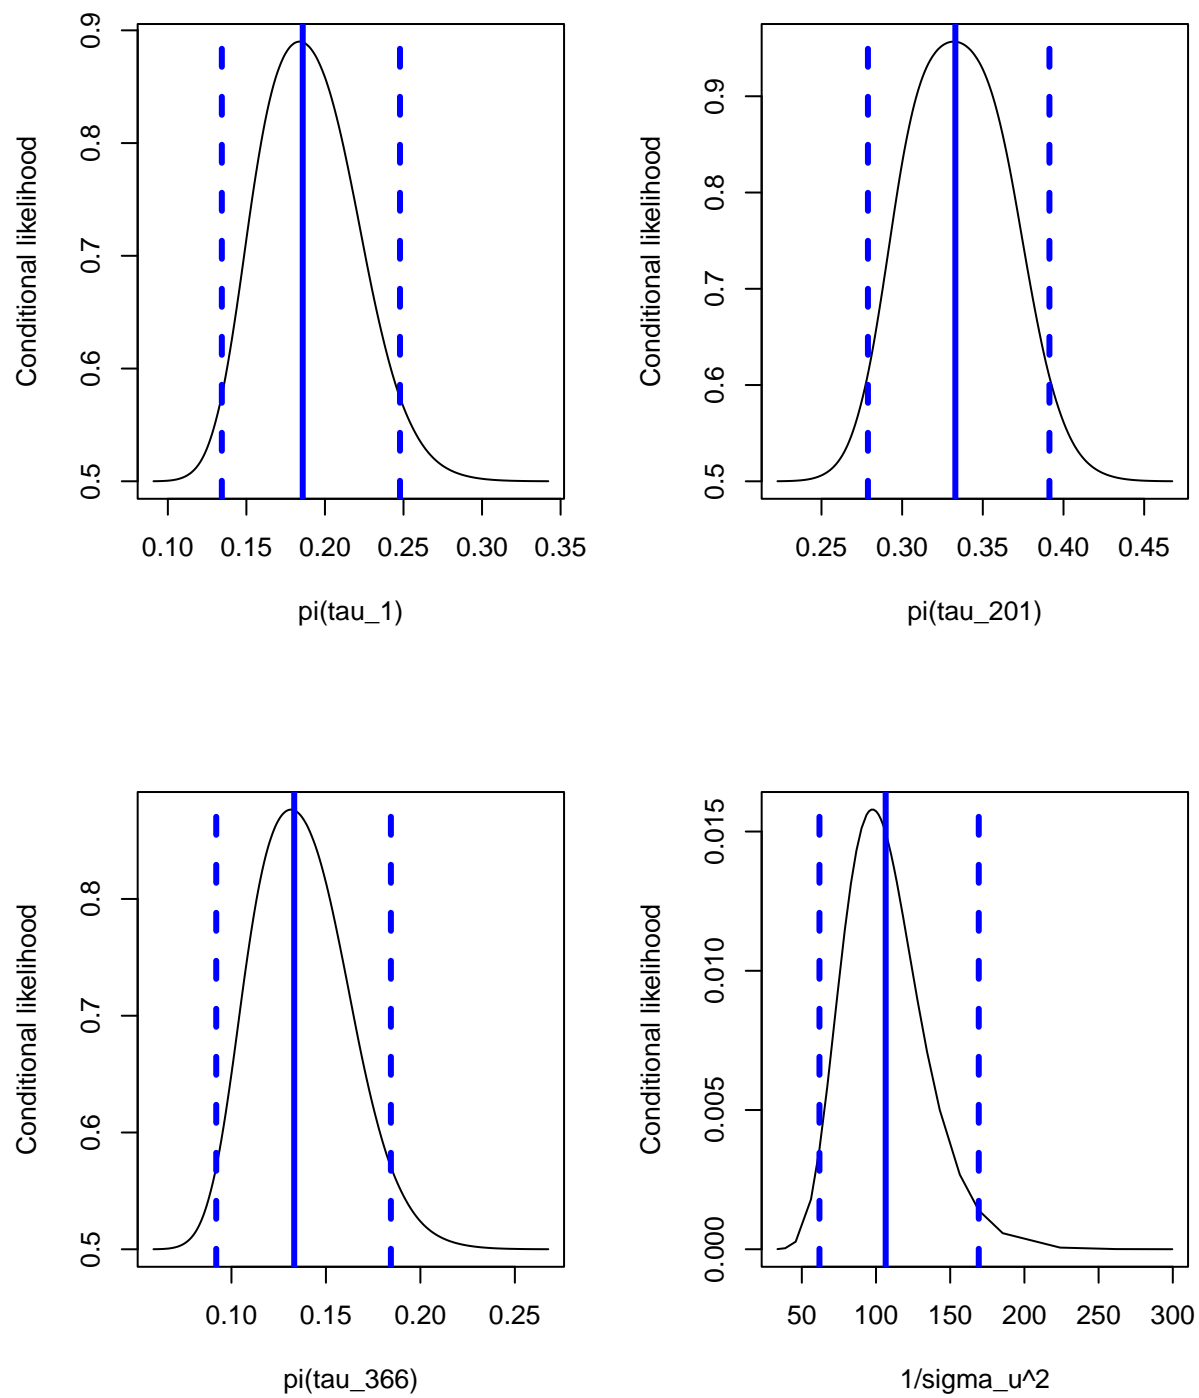 Conditional likelihood
0.5 0.6 0.7 0.8 0.9
0.10 0.15 0.20 0.25 0.30 0.35
pi(tau_1)
Conditional likelihood
0.5 0.6 0.7 0.8 0.9
0.25 0.30 0.35 0.40 0.45
pi(tau_201)
Conditional likelihood
0.5 0.6 0.7 0.8
0.10 0.15 0.20 0.25
pi(tau_366)
Conditional likelihood
0.000 0.005 0.010 0.015
50 100 150 200 250 300
1/sigma_u^2